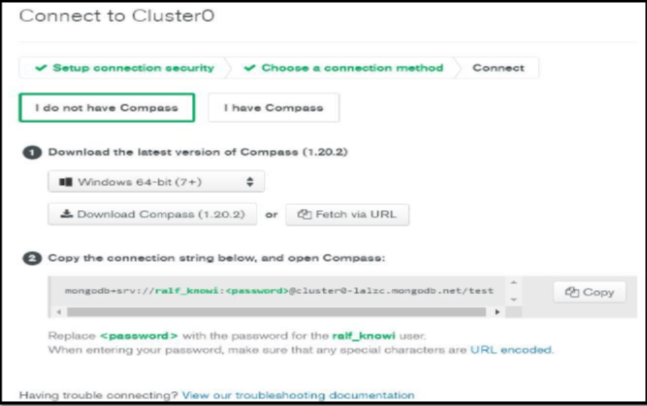 Connect to Cluster0
✔ Setup connection security ✔ Choose a connection method Connect
I do not have Compass I have Compass
1 Download the latest version of Compass (1.20.2)
Windows 64-bit (7+)
Download Compass (1.20.2) or Fetch via URL
2 Copy the connection string below, and open Compass:
mongodb+srv://ralf_knowi:<password>@cluster0-lalzc.mongodb.net/test Copy
Replace <password> with the password for the ralf_knowi user.
When entering your password, make sure that any special characters are URL encoded.
Having trouble connecting? View our troubleshooting documentation